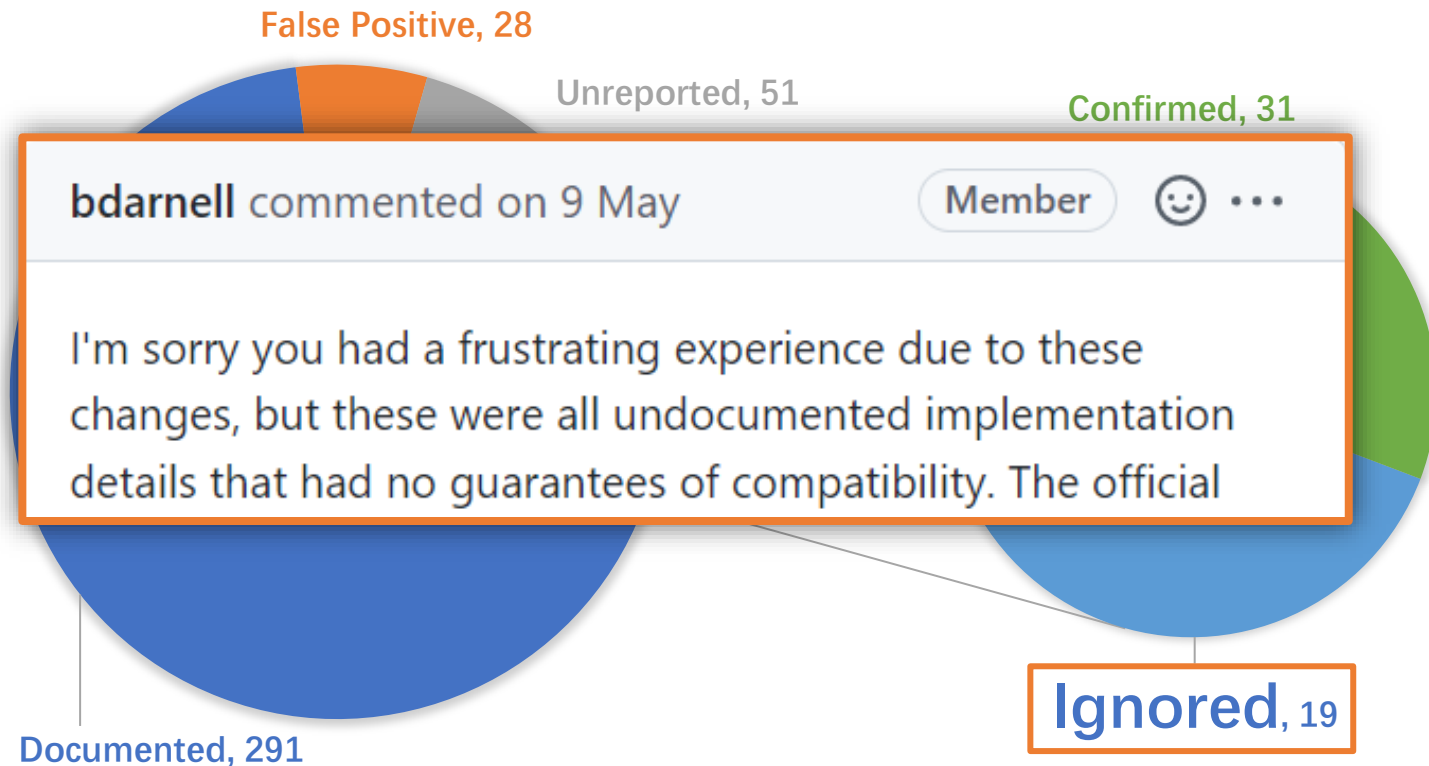 False Positive, 28
Unreported, 51
Confirmed, 31
bdarnell commented on 9 May
Member
I'm sorry you had a frustrating experience due to these
changes, but these were all undocumented implementation
details that had no guarantees of compatibility. The official
Ignored, 19
Documented, 291